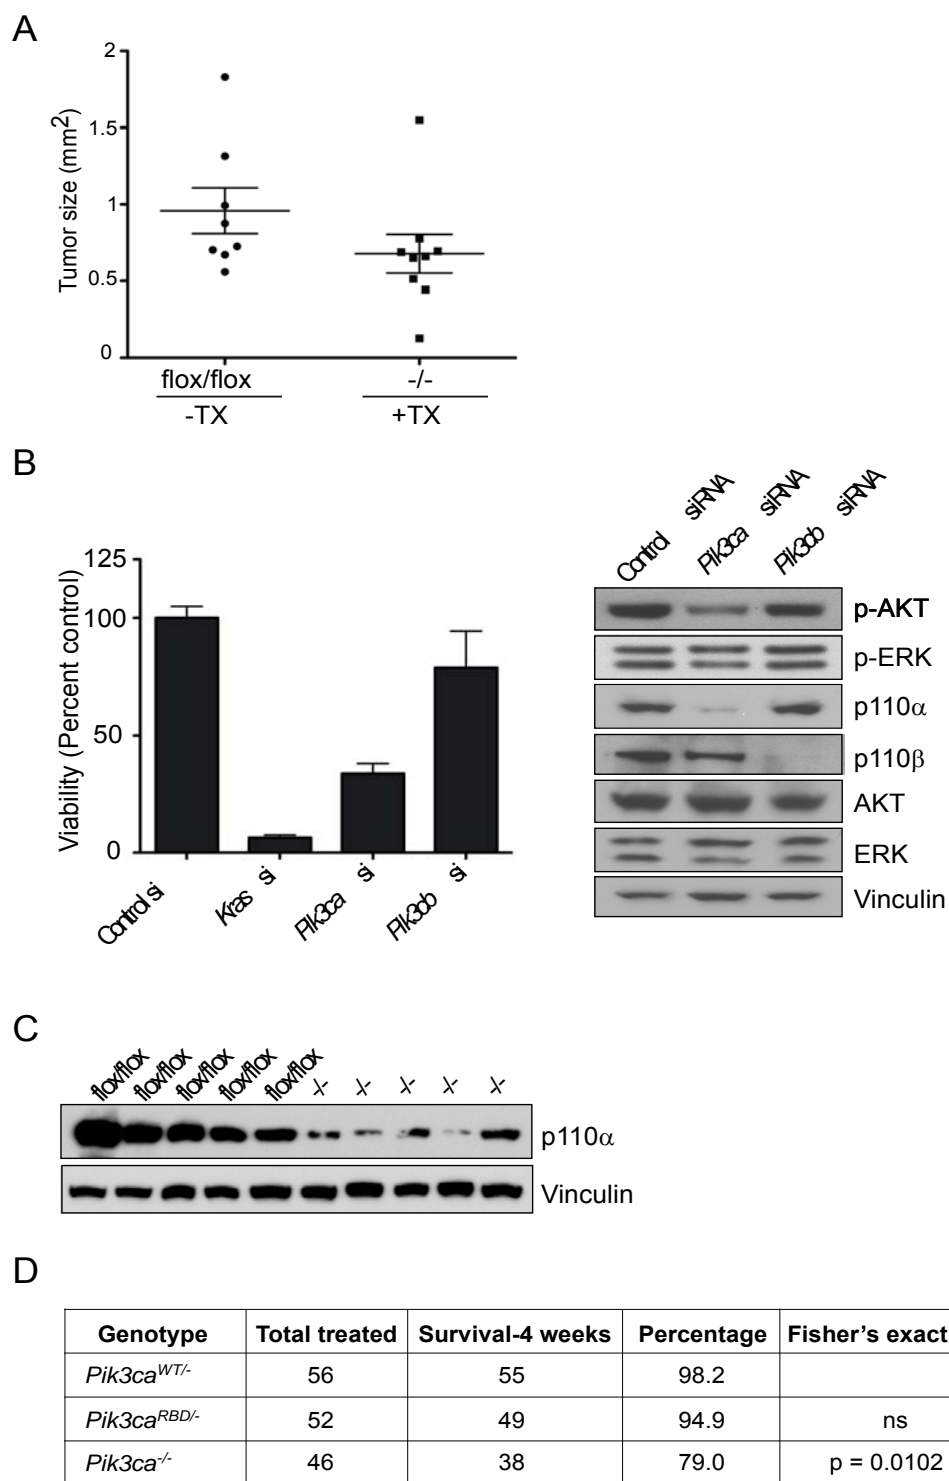 A
Tumor size (mm2)
2
1.5
1
0.5
0
flox/flox -/-
-TX +TX
B
Viability (Percent control)
125
100
50
0
Control si Kras si Pik3ca si Pik3cb si
Control siRNA Pik3ca siRNA Pik3cb siRNA
p-AKT
p-ERK
p110α
p110β
AKT
ERK
Vinculin
C
flox/flox flox/flox flox/flox flox/flox flox/flox -/- -/- -/- -/- -/-
p110α
Vinculin
D
Genotype Total treated Survival-4 weeks Percentage Fisher's exact
Pik3caWT/- 56 55 98.2
Pik3caRBD/- 52 49 94.9 ns
Pik3ca-/- 46 38 79.0 p = 0.0102